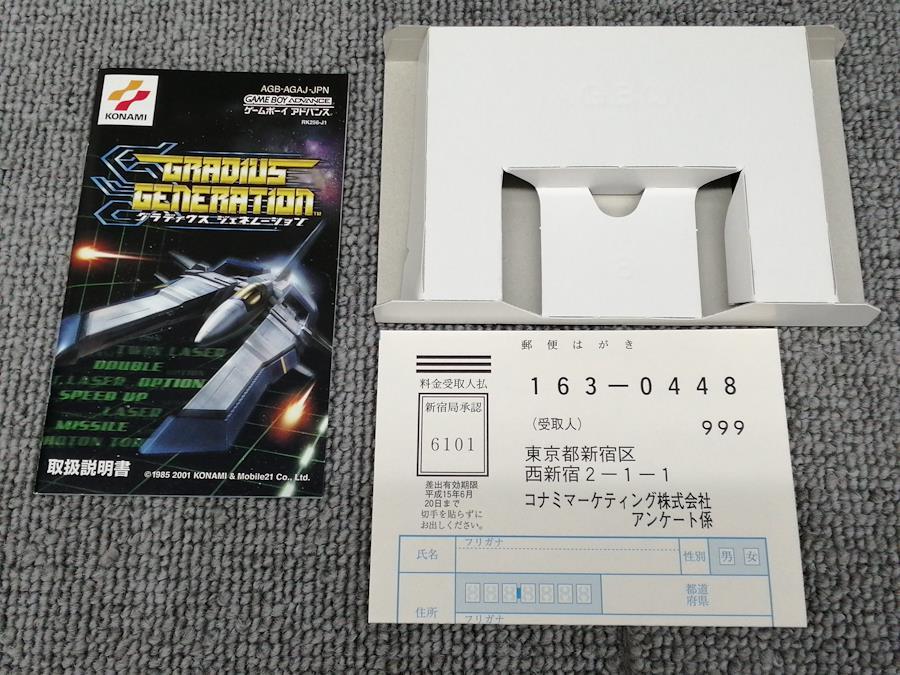 KONAMI
AGB-AGAJ-JPN
GAME BOY ADVANCE
ゲームボーイ アドバンス
RK256-J1
GRADIUS
GENERATION™
グラディウス ジェネレーション
TWIN LASER
DOUBLE
C.LASER OPTION
SPEED UP
LASER
MISSILE
PHOTON TOR
取扱説明書
©1985 2001 KONAMI & Mobile21 Co., Ltd.
郵便はがき
料金受取人払
新宿局承認
6101
差出有効期限
平成15年6月
20日まで
切手を貼らずに
お出しください。
163-0448
(受取人)
999
東京都新宿区
西新宿2-1-1
コナミマーケティング株式会社
アンケート係
フリガナ
氏名
性別
男
女
住所
都道
府県
フリガナ